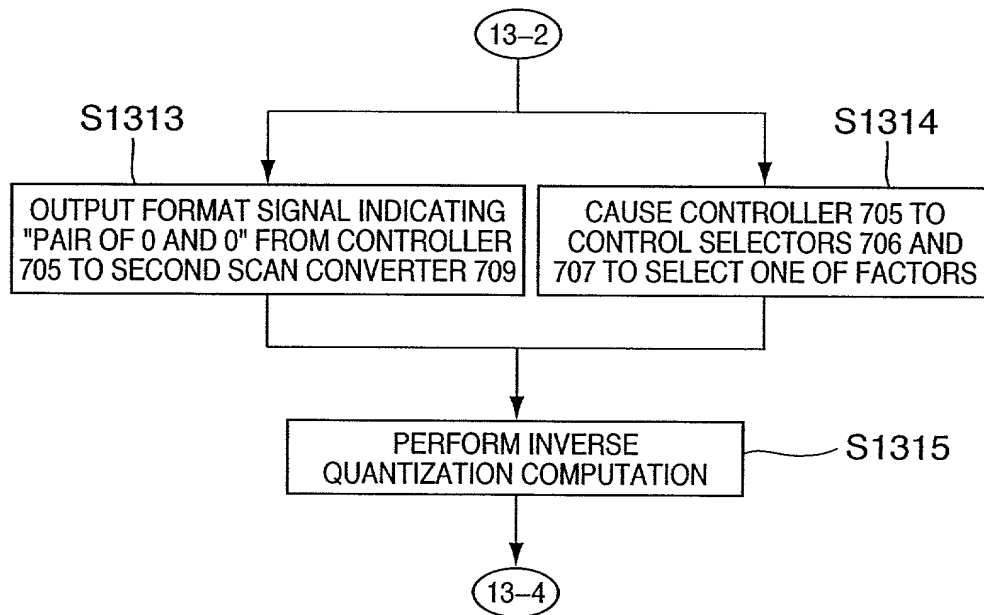 13-2
S1313
S1314
OUTPUT FORMAT SIGNAL INDICATING
"PAIR OF 0 AND 0" FROM CONTROLLER
705 TO SECOND SCAN CONVERTER 709
CAUSE CONTROLLER 705 TO
CONTROL SELECTORS 706 AND
707 TO SELECT ONE OF FACTORS
PERFORM INVERSE
QUANTIZATION COMPUTATION
S1315
13-4